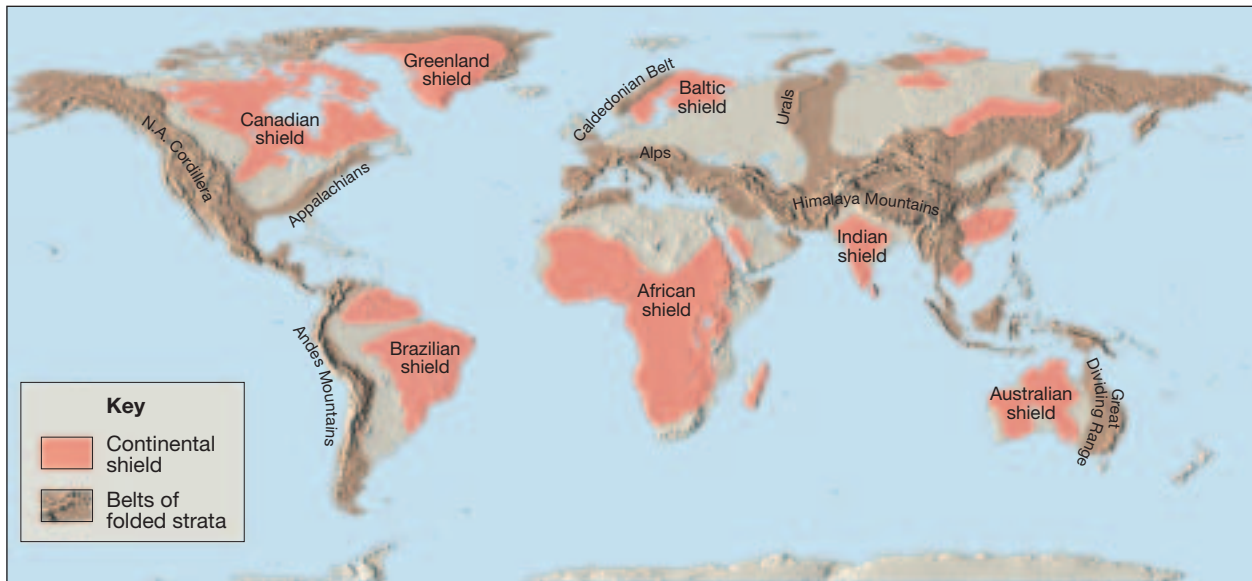 Greenland
shield
Caldedonian Belt
Baltic
shield
Urals
Canadian
shield
N.A. Cordillera
Appalachians
Alps
Himalaya Mountains
Indian
shield
African
shield
Andes Mountains
Brazilian
shield
Australian
shield
Great
Dividing Range
Key
Continental
shield
Belts of
folded strata